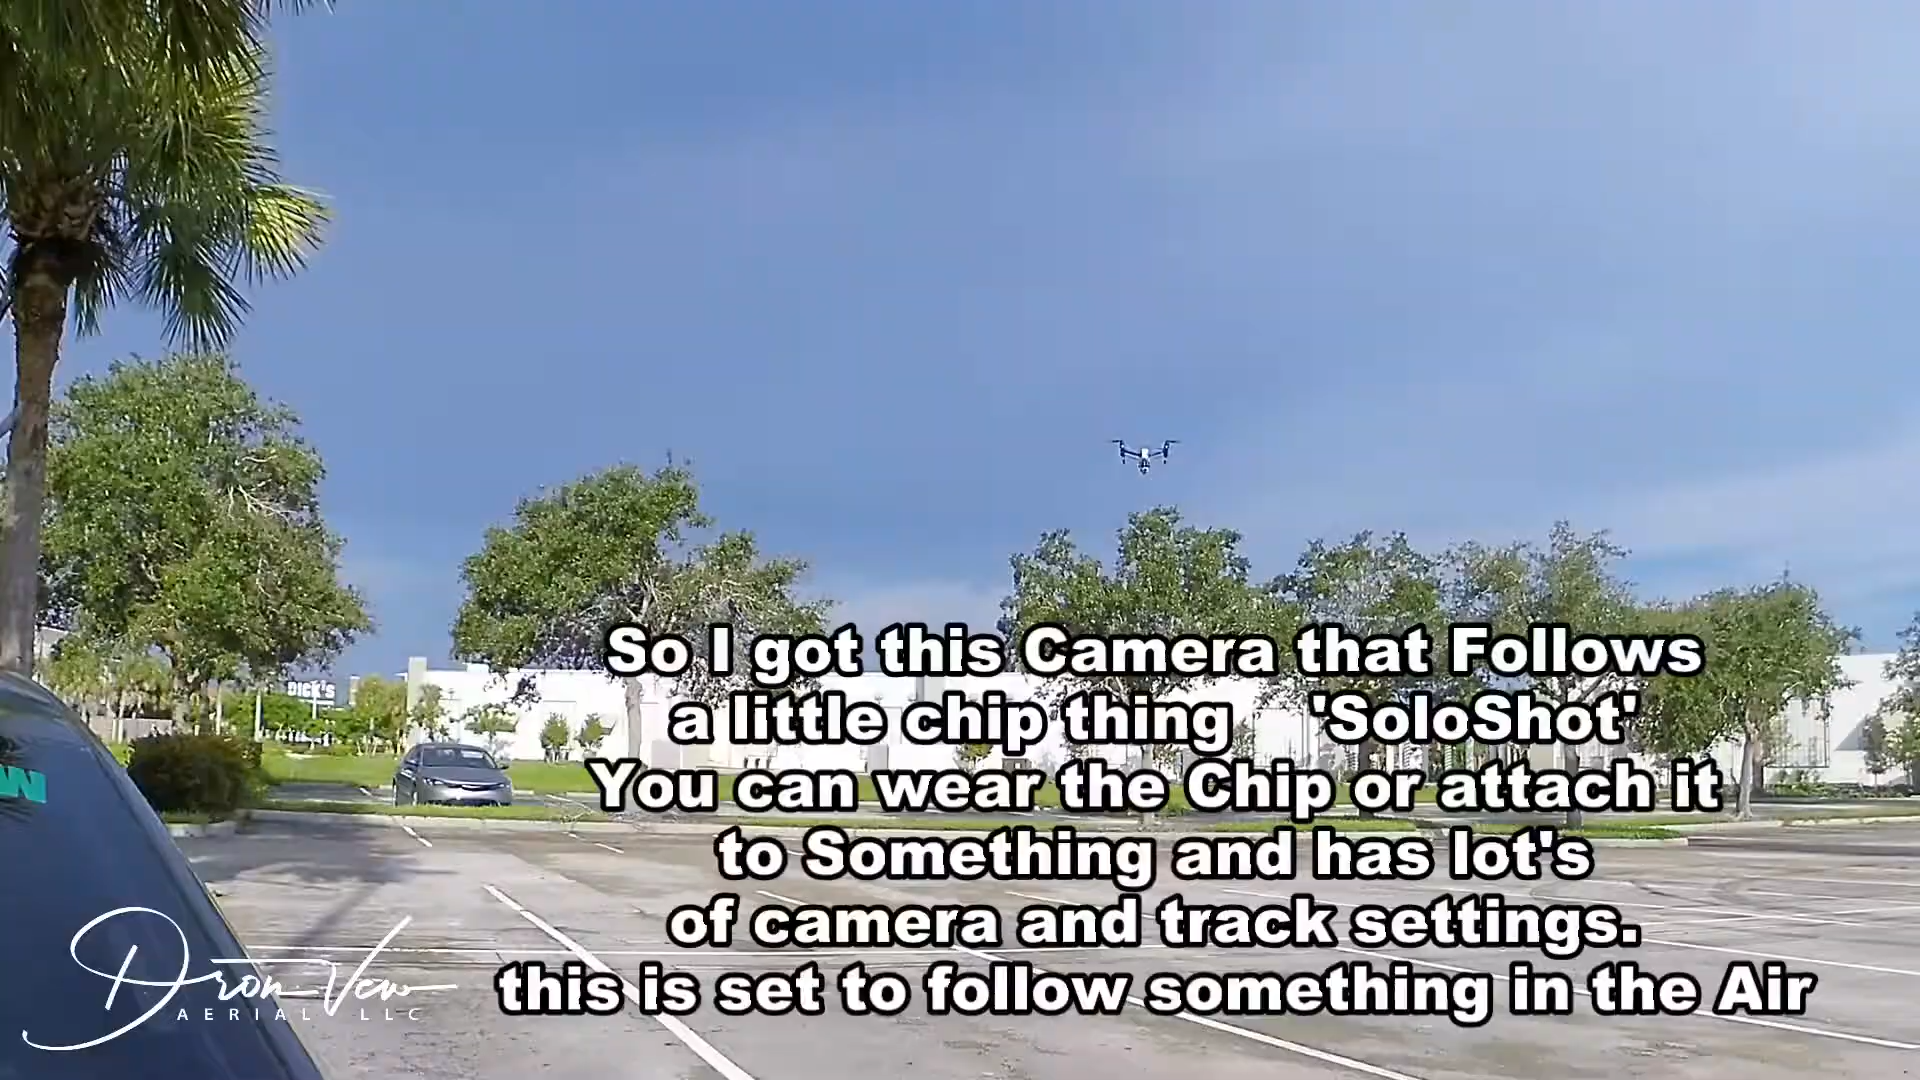 DICK'S
So I got this Camera that Follows
a little chip thing 'SoloShot'
W
You can wear the Chip or attach it
to Something and has lot's
of camera and track settings.
this is set to follow something in the Air
Dron Vew
AERIAL LLC